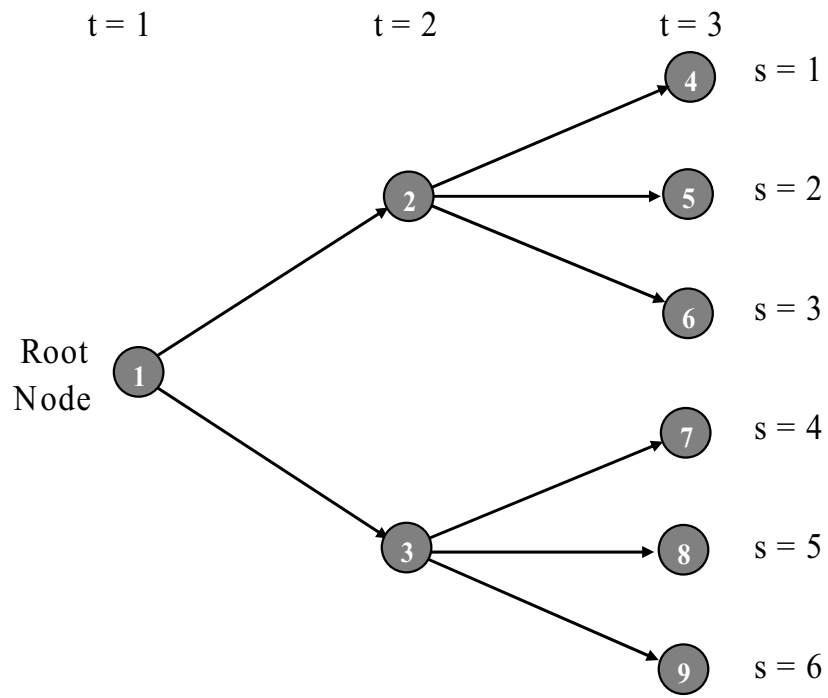 t = 1
t = 2
t = 3
4
s = 1
2
5
s = 2
6
s = 3
Root
Node
1
7
s = 4
3
8
s = 5
9
s = 6